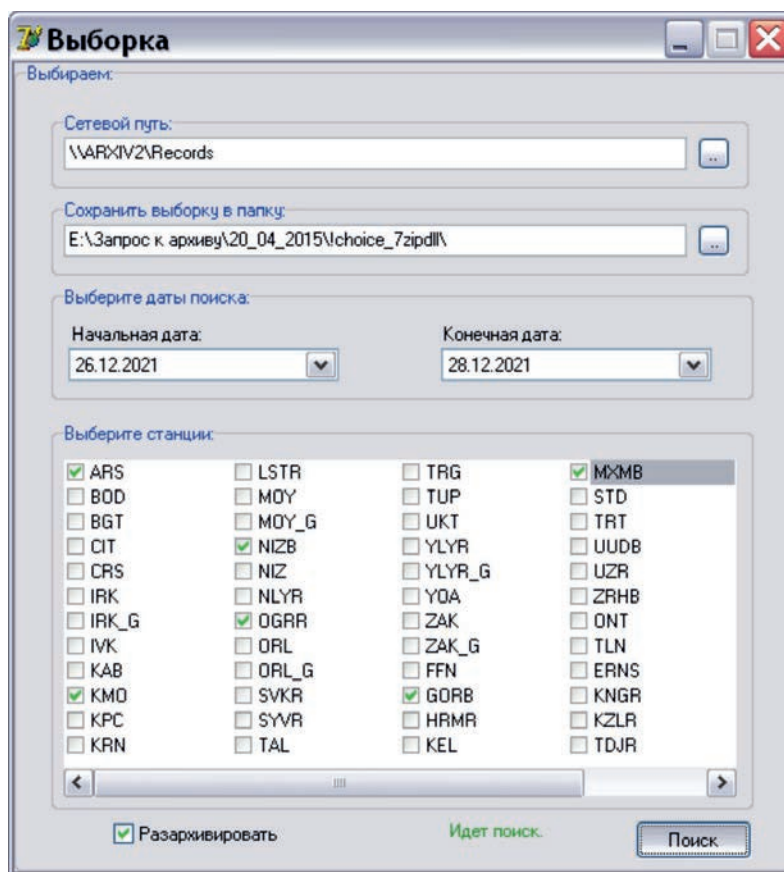 Выборка
Выбираем:
Сетевой путь:
\\ARXIV2\Records
..
Сохранить выборку в папку:
E:\Запрос к архиву\20_04_2015\!choice_7zipdll\
..
Выберите даты поиска:
Начальная дата: Конечная дата:
26.12.2021 28.12.2021
Выберите станции:
ARS LSTR TRG MXMB
BOD MOY TUP STD
BGT MOY_G UKT TRT
CIT NIZB YLYR UUDB
CRS NIZ YLYR_G UZR
IRK NLYR YOA ZRHB
IRK_G OGRR ZAK ONT
IVK ORL ZAK_G TLN
KAB ORL_G FFN ERNS
KMO SVKR GORB KNGR
KPC SYVR HRMR KZLR
KRN TAL KEL TDJR
Разархивировать Идет поиск. Поиск